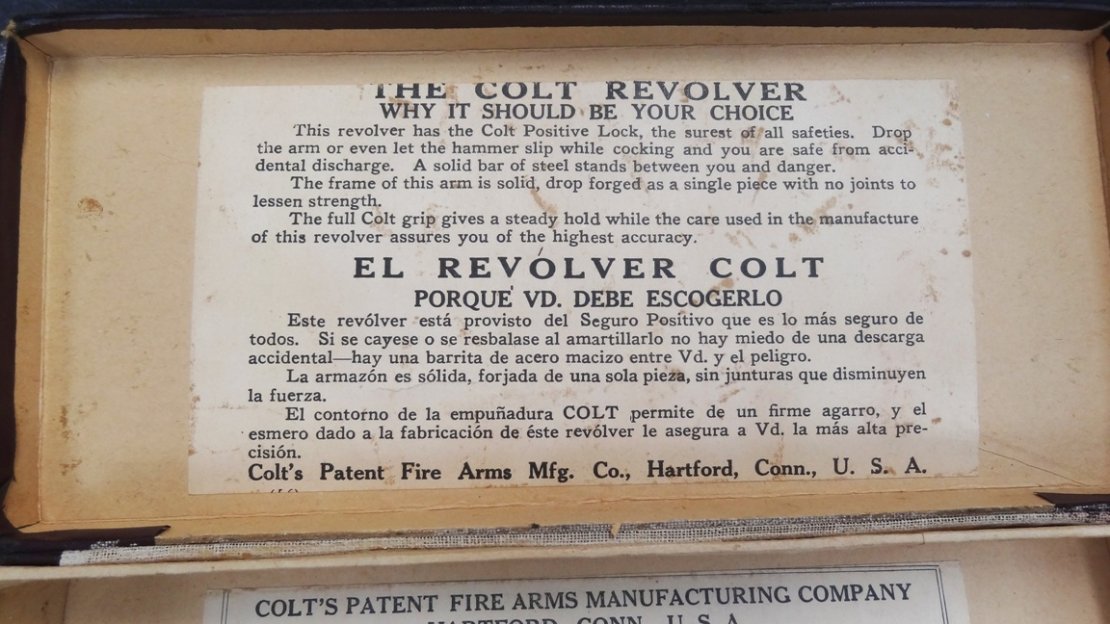 THE COLT REVOLVER
WHY IT SHOULD BE YOUR CHOICE
This revolver has the Colt Positive Lock, the surest of all safeties. Drop
the arm or even let the hammer slip while cocking and you are safe from acci-
dental discharge. A solid bar of steel stands between you and danger.
The frame of this arm is solid, drop forged as a single piece with no joints to
lessen strength.
The full Colt grip gives a steady hold while the care used in the manufacture
of this revolver assures you of the highest accuracy.
EL REVÓLVER COLT
PORQUÉ VD. DEBE ESCOGERLO
Este revólver está provisto del Seguro Positivo que es lo más seguro de
todos. Si se cayese o se resbalase al amartillarlo no hay miedo de una descarga
accidental—hay una barrita de acero macizo entre Vd. y el peligro.
La armazón es sólida, forjada de una sola pieza, sin junturas que disminuyen
la fuerza.
El contorno de la empuñadura COLT permite de un firme agarro, y el
esmero dado a la fabricación de éste revólver le asegura a Vd. la más alta pre-
cisión.
Colt's Patent Fire Arms Mfg. Co., Hartford, Conn., U. S. A.
COLT'S PATENT FIRE ARMS MANUFACTURING COMPANY
HARTFORD, CONN., U. S. A.